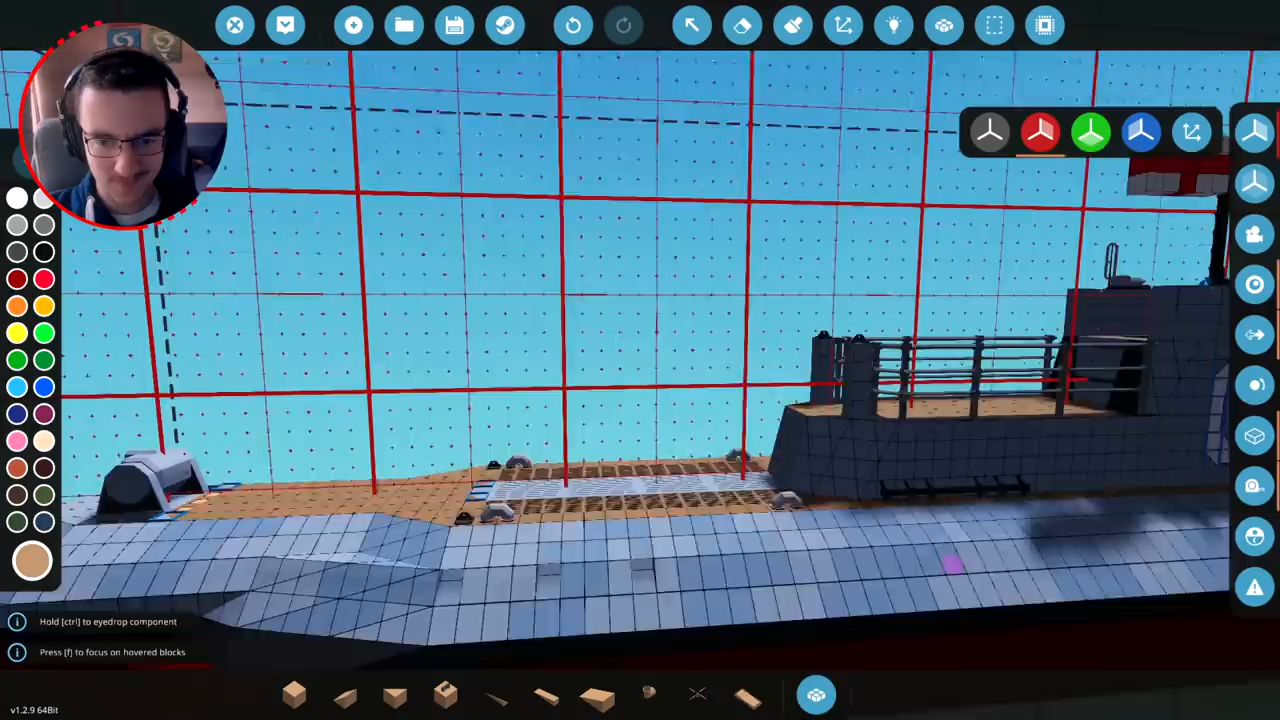 Hold [ctrl] to eyedrop component
Press [f] to focus on hovered blocks
v1.2.9 64Bit